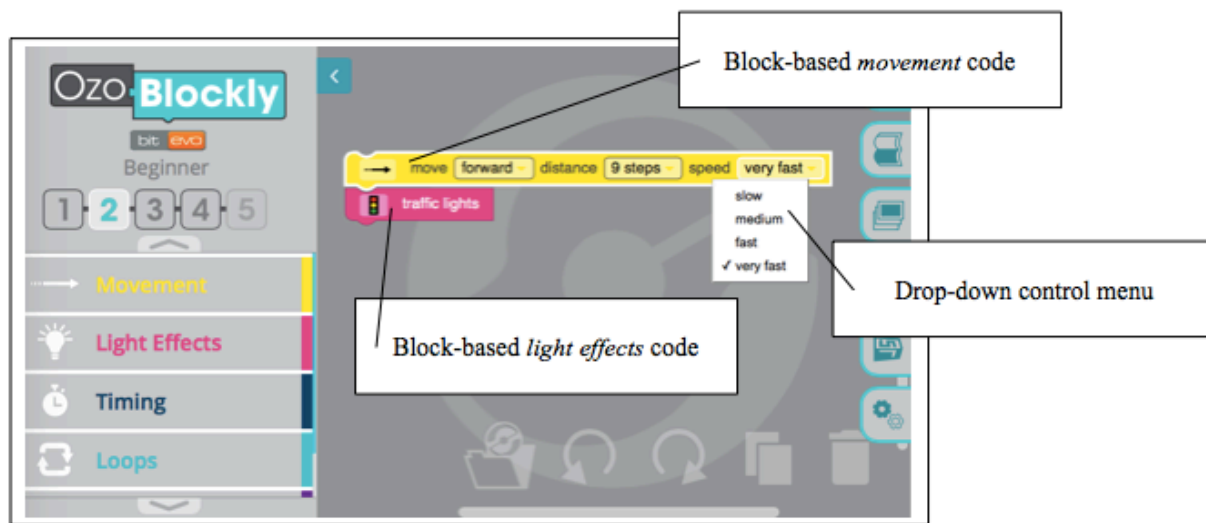 Block-based movement code
Ozo Blockly
bit evo
Beginner
1 2 3 4 5
move forward distance 9 steps speed very fast
traffic lights
slow
medium
fast
✓ very fast
Movement
Drop-down control menu
Light Effects
Block-based light effects code
Timing
Loops